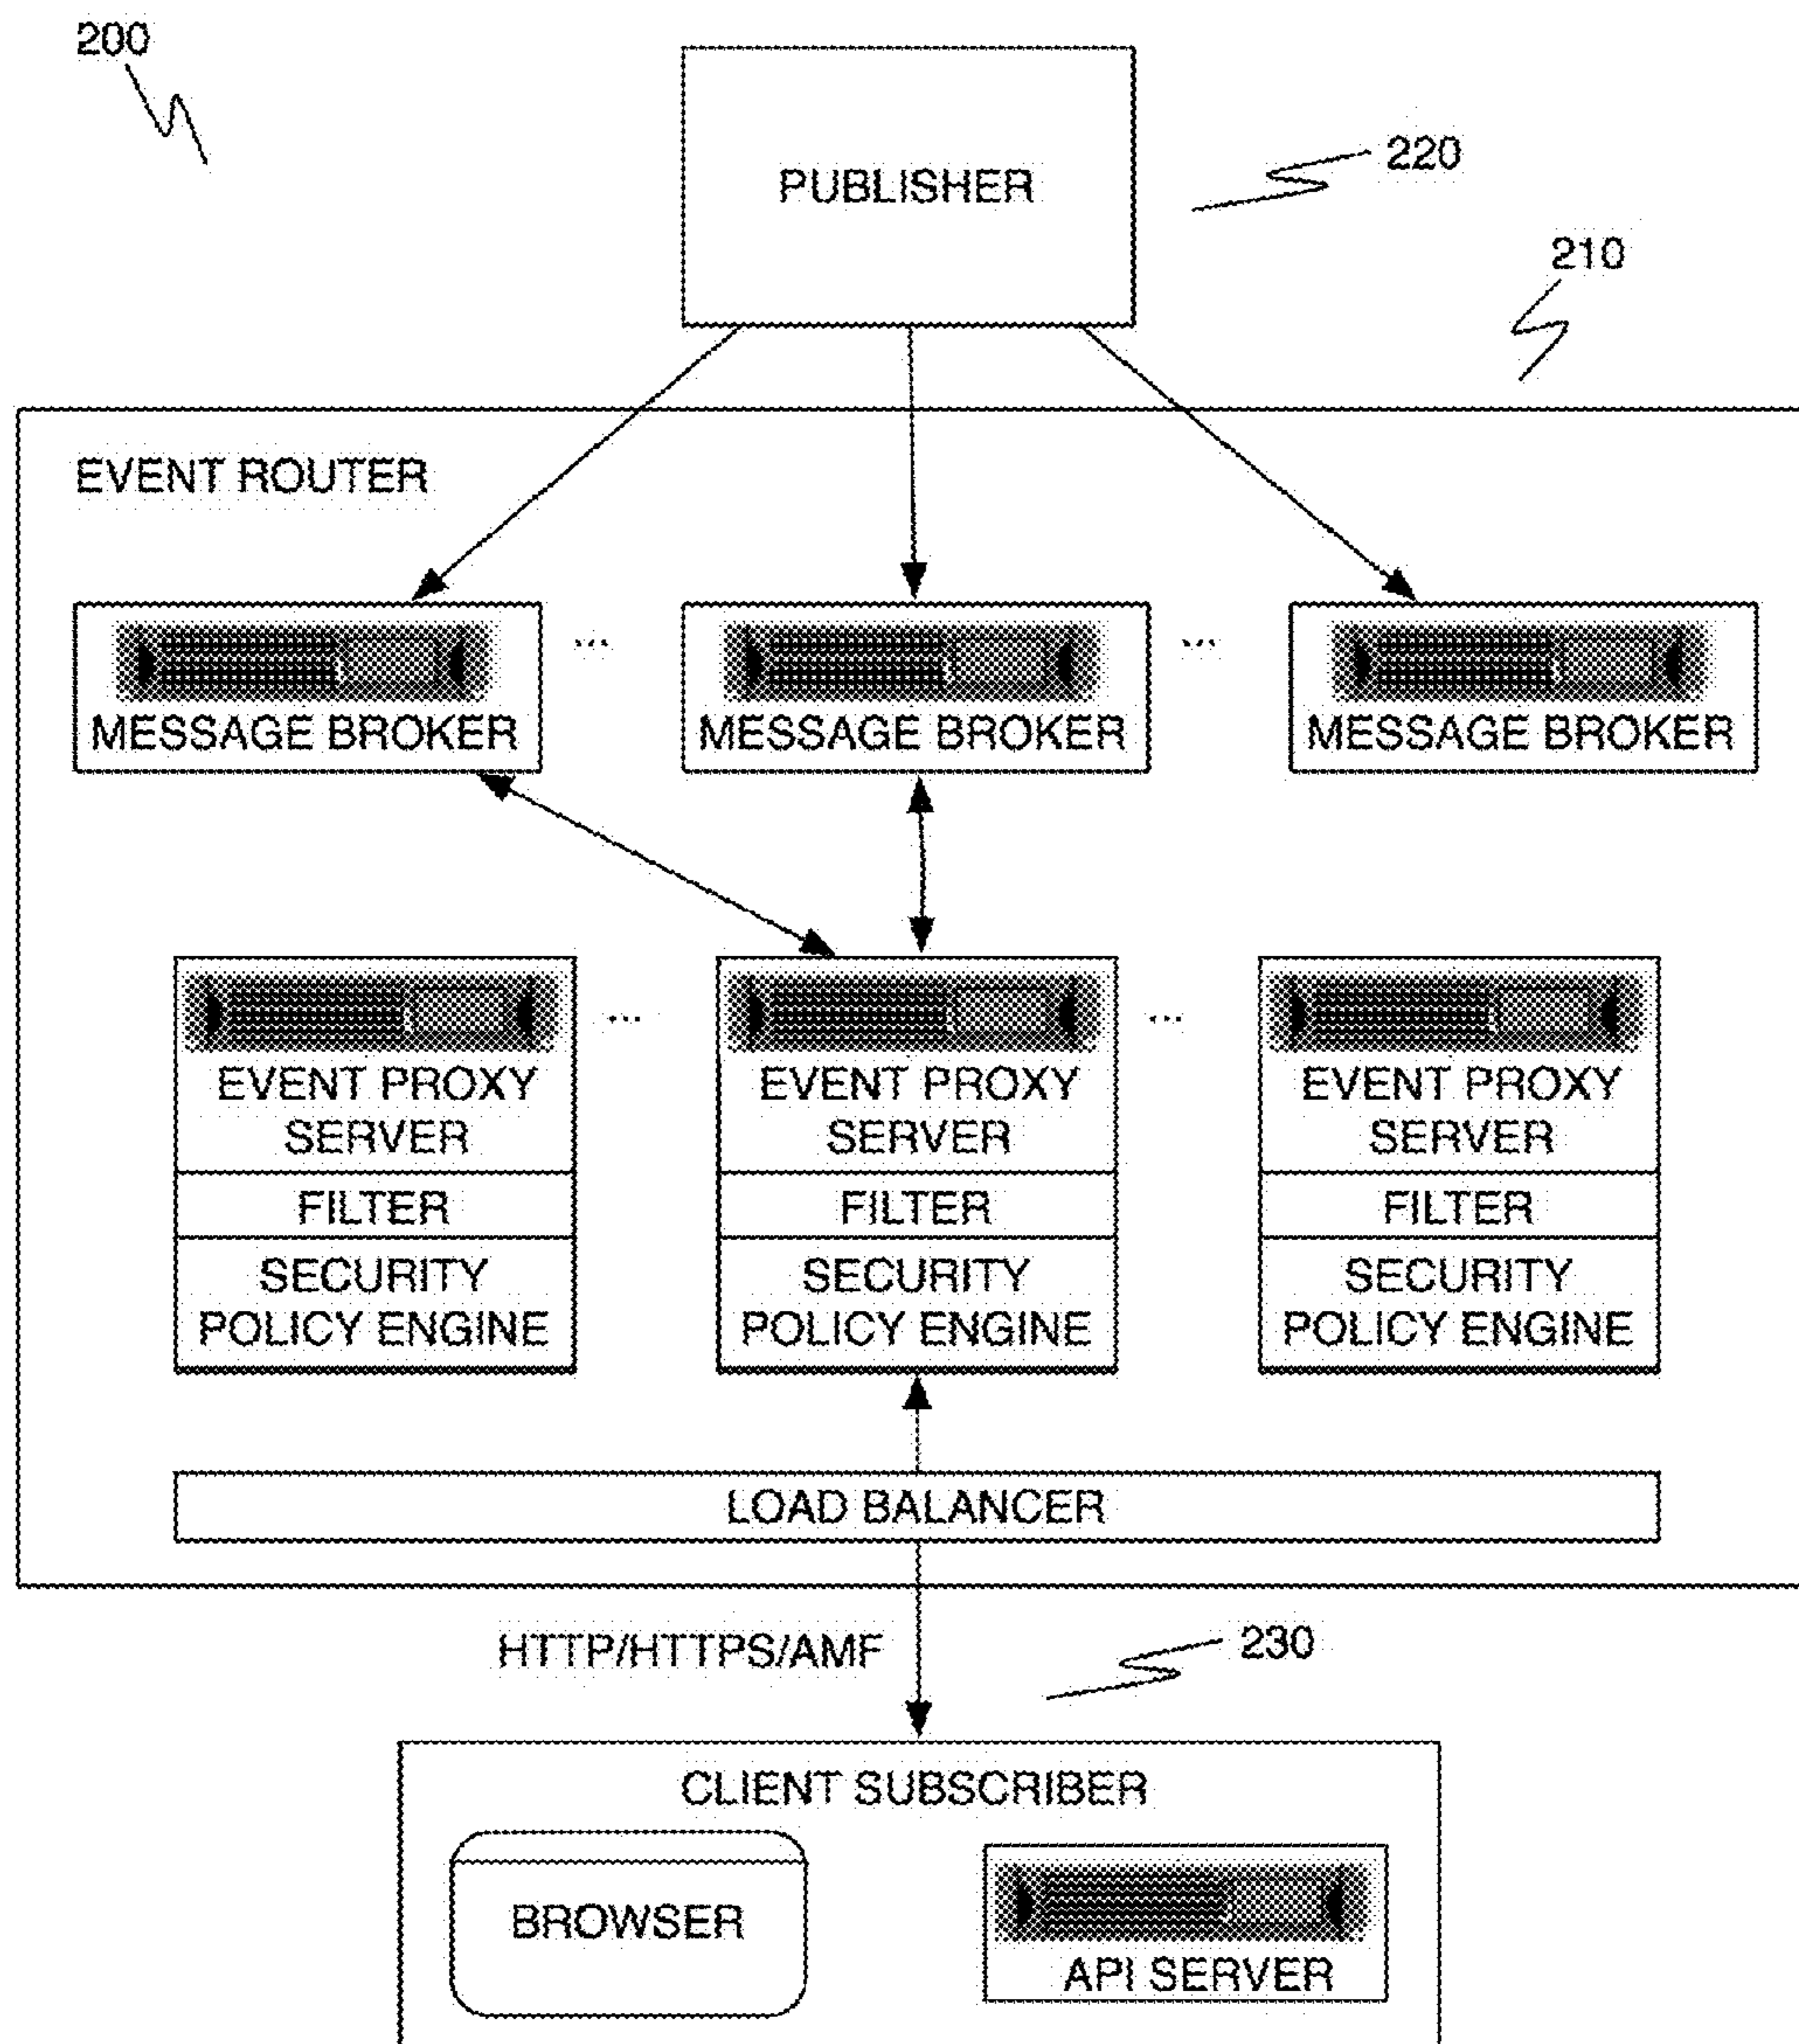 200
PUBLISHER
220
210
EVENT ROUTER
... ...
MESSAGE BROKER MESSAGE BROKER MESSAGE BROKER
... ...
EVENT PROXY EVENT PROXY EVENT PROXY
SERVER SERVER SERVER
FILTER FILTER FILTER
SECURITY SECURITY SECURITY
POLICY ENGINE POLICY ENGINE POLICY ENGINE
LOAD BALANCER
HTTP/HTTPS/AMF
230
CLIENT SUBSCRIBER
BROWSER
API SERVER